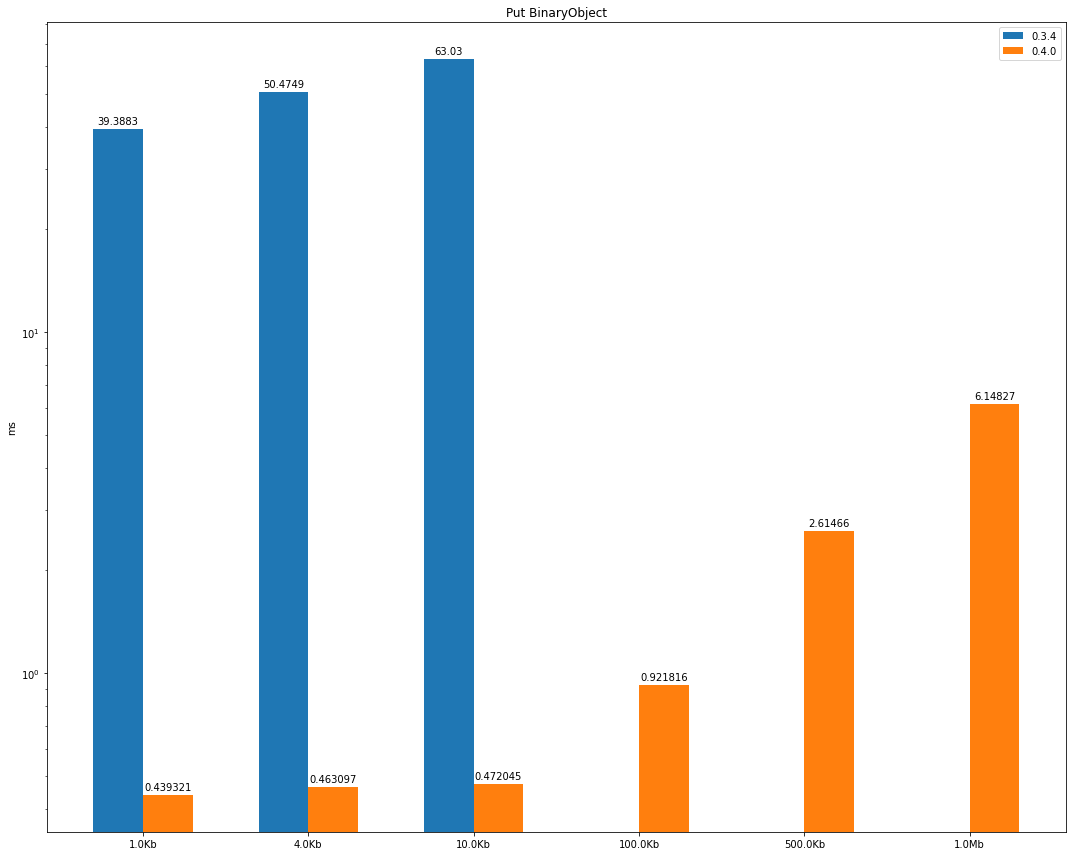 Put BinaryObject
0.3.4
0.4.0
63.03
50.4749
39.3883
10¹
6.14827
ms
2.61466
10⁰
0.921816
0.439321
0.463097
0.472045
1.0Kb
4.0Kb
10.0Kb
100.0Kb
500.0Kb
1.0Mb